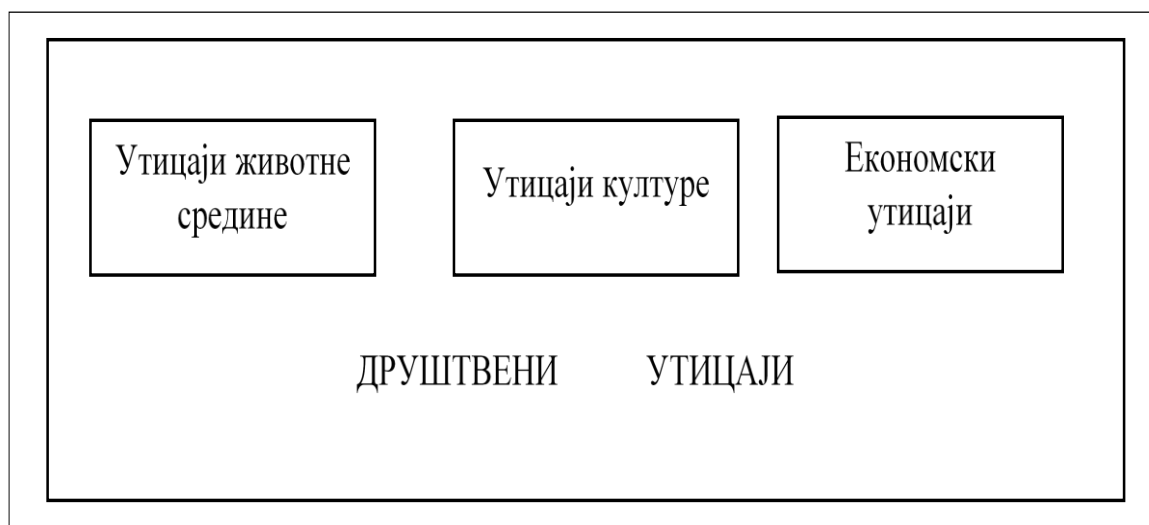 Утицаји животне
средине
Утицаји културе
Економски
утицаји
ДРУШТВЕНИ УТИЦАЈИ